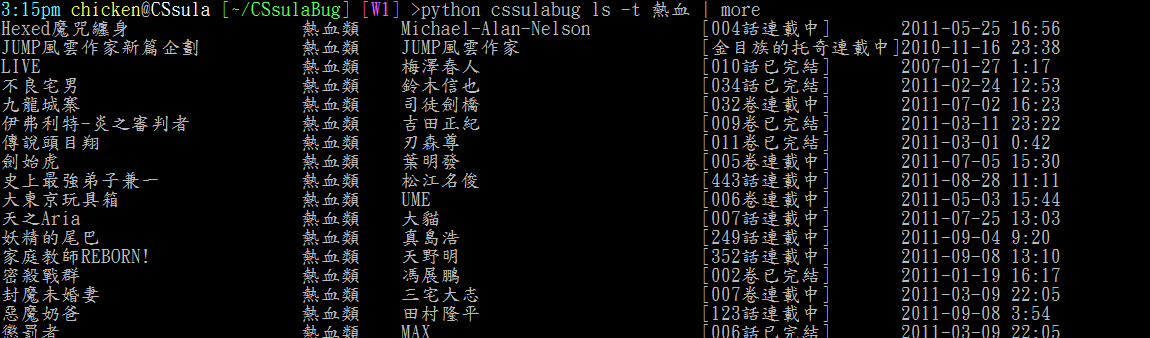 3:15pm chicken@CSsula [~/CSsulaBug] [W1] >python cssulabug ls -t 熱血 | more
Hexed魔咒纏身 熱血類 Michael-Alan-Nelson [004話連載中] 2011-05-25 16:56
JUMP風雲作家新篇企劃 熱血類 JUMP風雲作家 [金目族的托奇連載中]2010-11-16 23:38
LIVE 熱血類 梅澤春人 [010話已完結] 2007-01-27 1:17
不良宅男 熱血類 鈴木信也 [034話已完結] 2011-02-24 12:53
九龍城寨 熱血類 司徒劍橋 [032卷連載中] 2011-07-02 16:23
伊弗利特-炎之審判者 熱血類 吉田正紀 [009卷已完結] 2011-03-11 23:22
傳說頭目翔 熱血類 刃森尊 [011卷已完結] 2011-03-01 0:42
劍始虎 熱血類 葉明發 [005卷連載中] 2011-07-05 15:30
史上最強弟子兼一 熱血類 松江名俊 [443話連載中] 2011-08-28 11:11
大東京玩具箱 熱血類 UME [006卷連載中] 2011-05-03 15:44
天之Aria 熱血類 大貓 [007話連載中] 2011-07-25 13:03
妖精的尾巴 熱血類 真島浩 [249話連載中] 2011-09-04 9:20
家庭教師REBORN! 熱血類 天野明 [352話連載中] 2011-09-08 13:10
密殺戰群 熱血類 馮展鵬 [002卷已完結] 2011-01-19 16:17
封魔未婚妻 熱血類 三宅大志 [007卷連載中] 2011-03-09 22:05
惡魔奶爸 熱血類 田村隆平 [123話連載中] 2011-09-08 3:54
懲罰者 熱血類 MAX [006話已完結] 2011-03-09 22:05